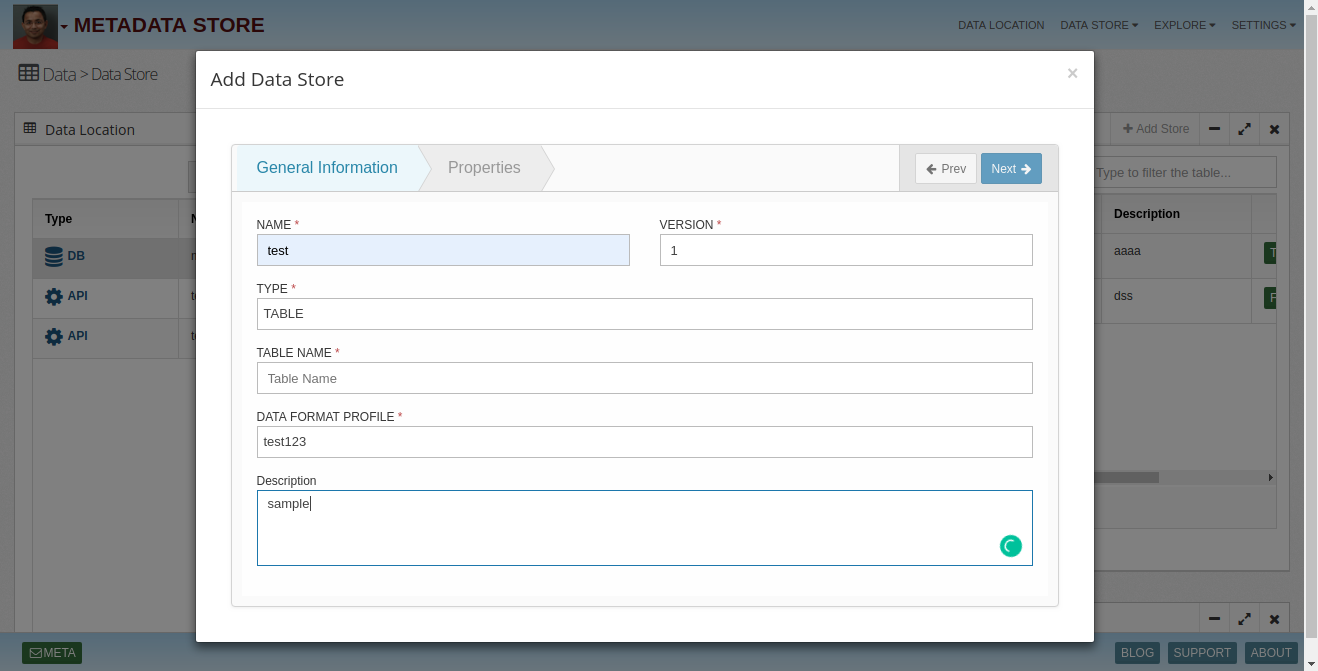 METADATA STORE
DATA LOCATION DATA STORE EXPLORE SETTINGS
Data > Data Store
Add Data Store
×
Data Location
Add Store
General Information
Properties
Prev
Next
Type to filter the table...
Type
Description
NAME *
VERSION *
test
1
DB
aaaa
TYPE *
API
TABLE
dss
API
TABLE NAME *
Table Name
DATA FORMAT PROFILE *
test123
Description
sample
META
BLOG SUPPORT ABOUT